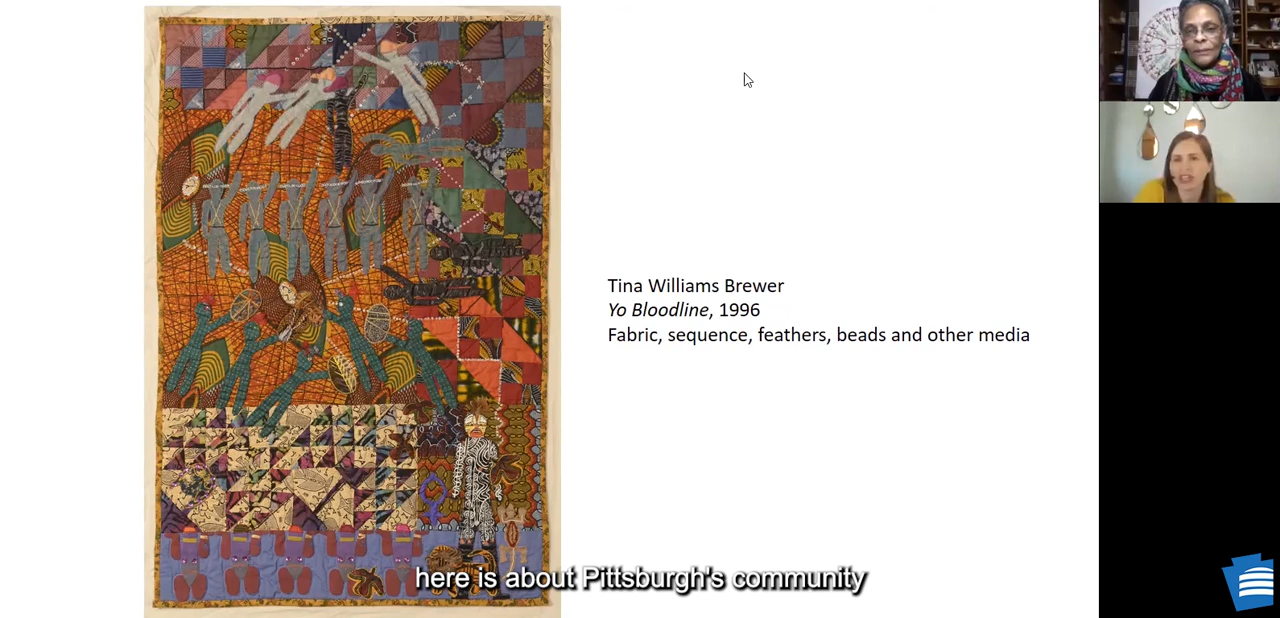 Tina Williams Brewer
Yo Bloodline, 1996
Fabric, sequence, feathers, beads and other media
here is about Pittsburgh's community